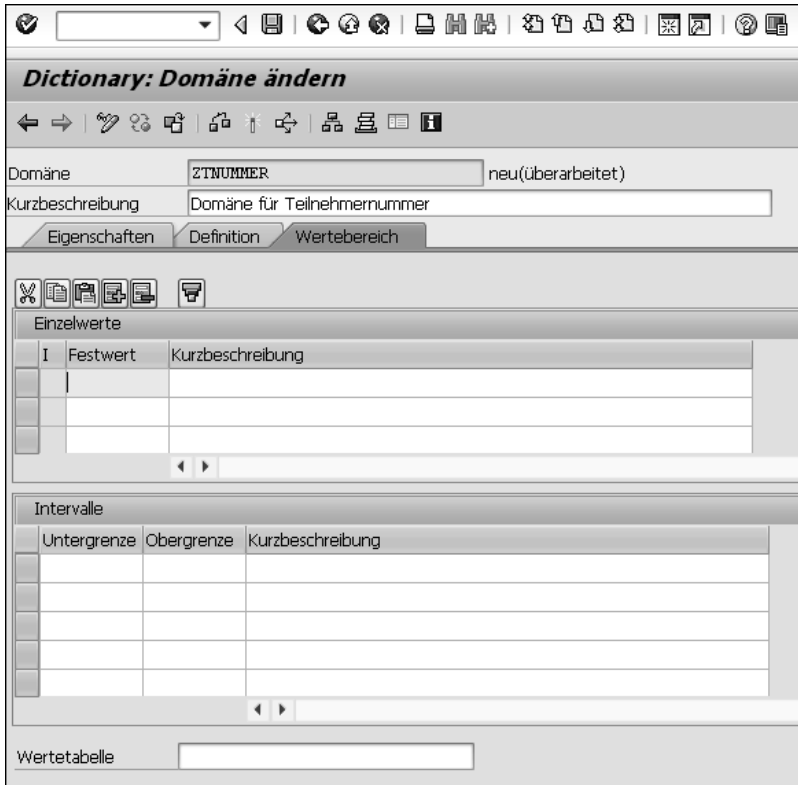 Dictionary: Domäne ändern
Domäne ZTNUMMER neu(überarbeitet)
Kurzbeschreibung Domäne für Teilnehmernummer
Eigenschaften Definition Wertebereich
Einzelwerte
I Festwert Kurzbeschreibung
Intervalle
Untergrenze Obergrenze Kurzbeschreibung
Wertetabelle